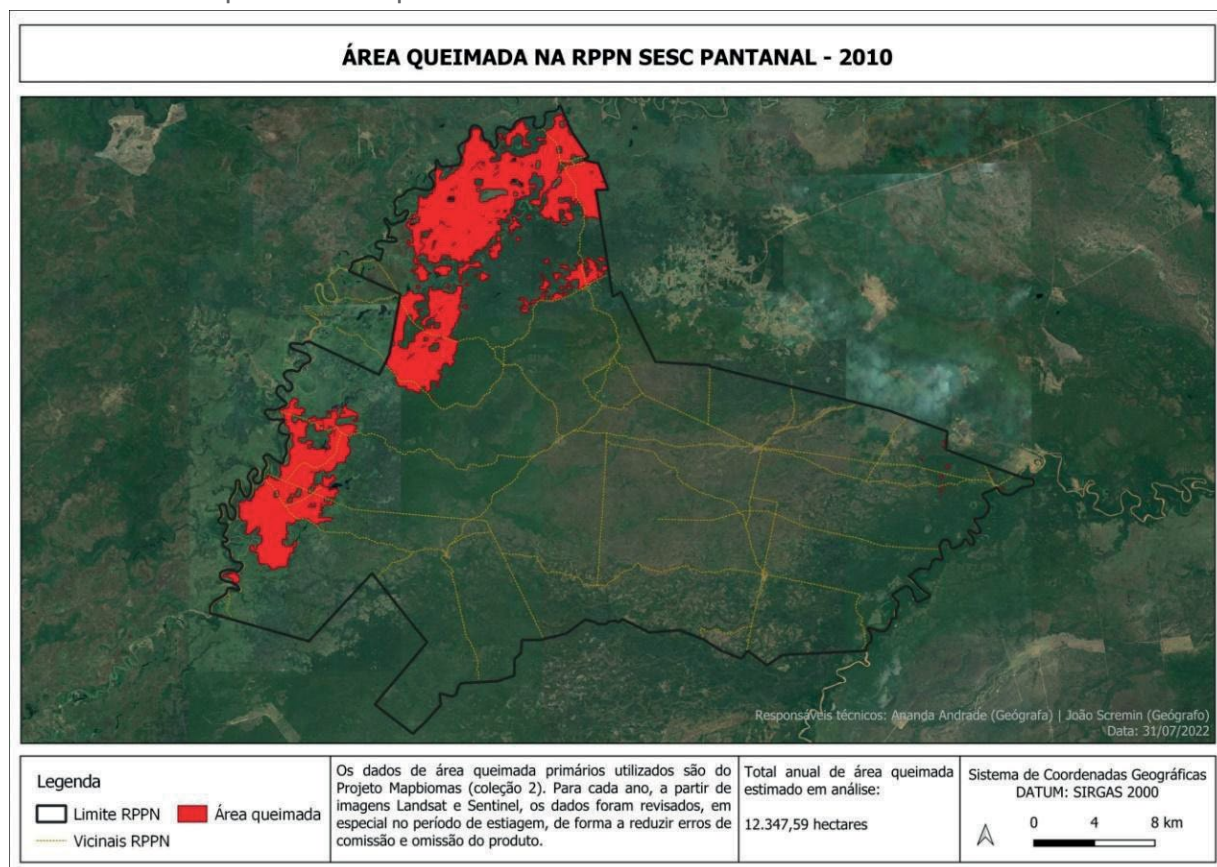 ÁREA QUEIMADA NA RPPN SESC PANTANAL - 2010
Responsáveis técnicos: Ananda Andrade (Geógrafa) | João Scremin (Geógrafo)
Data: 31/07/2022
Legenda
Limite RPPN
Área queimada
Vicinais RPPN
Os dados de área queimada primários utilizados são do
Projeto Mapbiomas (coleção 2). Para cada ano, a partir de
imagens Landsat e Sentinel, os dados foram revisados, em
especial no período de estiagem, de forma a reduzir erros de
comissão e omissão do produto.
Total anual de área queimada
estimado em análise:
12.347,59 hectares
Sistema de Coordenadas Geográficas
DATUM: SIRGAS 2000
0 4 8 km